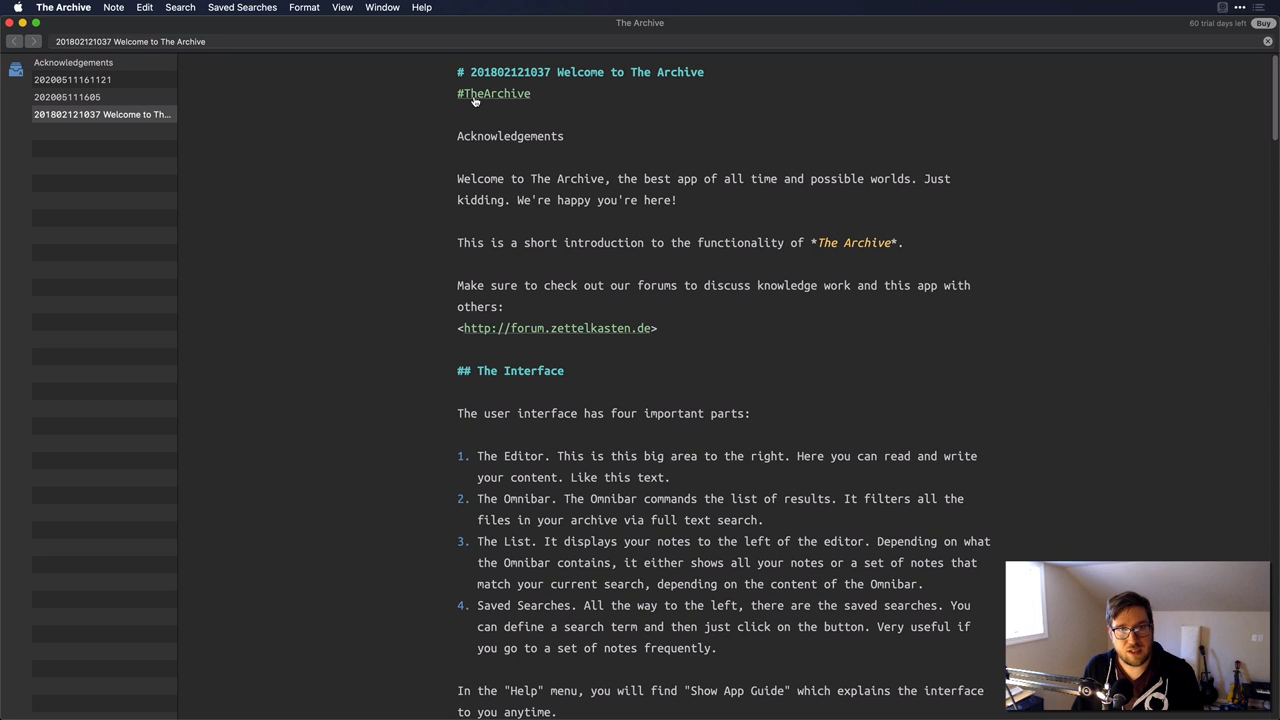 The Archive Note Edit Search Saved Searches Format View Window Help
The Archive
60 trial days left Buy
201802121037 Welcome to The Archive
Acknowledgements
20200511161121
202005111605
201802121037 Welcome to Th...
# 201802121037 Welcome to The Archive
#TheArchive
Acknowledgements
Welcome to The Archive, the best app of all time and possible worlds. Just
kidding. We're happy you're here!
This is a short introduction to the functionality of *The Archive*.
Make sure to check out our forums to discuss knowledge work and this app with
others:
<http://forum.zettelkasten.de>
## The Interface
The user interface has four important parts:
1. The Editor. This is this big area to the right. Here you can read and write
your content. Like this text.
2. The Omnibar. The Omnibar commands the list of results. It filters all the
files in your archive via full text search.
3. The List. It displays your notes to the left of the editor. Depending on what
the Omnibar contains, it either shows all your notes or a set of notes that
match your current search, depending on the content of the Omnibar.
4. Saved Searches. All the way to the left, there are the saved searches. You
can define a search term and then just click on the button. Very useful if
you go to a set of notes frequently.
In the "Help" menu, you will find "Show App Guide" which explains the interface
to you anytime.